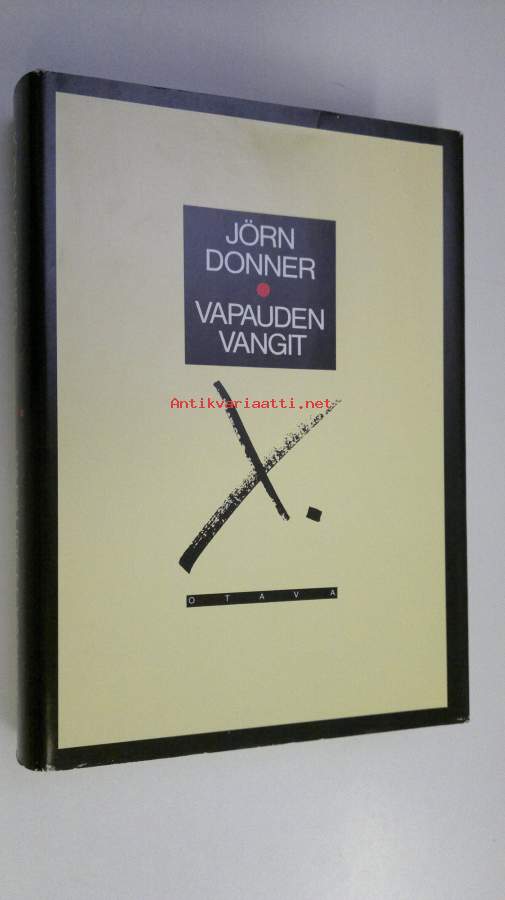 JÖRN
DONNER
VAPAUDEN
VANGIT
Antikvariaatti.net
X.
OTAVA